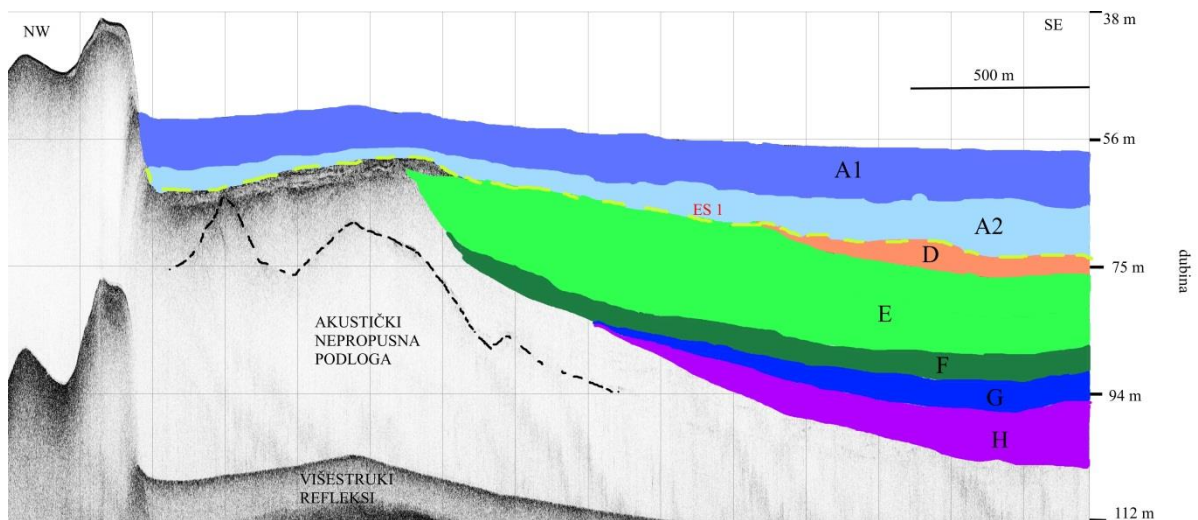 NW
SE
38 m
500 m
56 m
A1
ES 1
A2
D
75 m
dubina
E
AKUSTIČKI
NEPROPUSNA
PODLOGA
F
94 m
G
H
VIŠESTRUKI
REFLEKSI
112 m